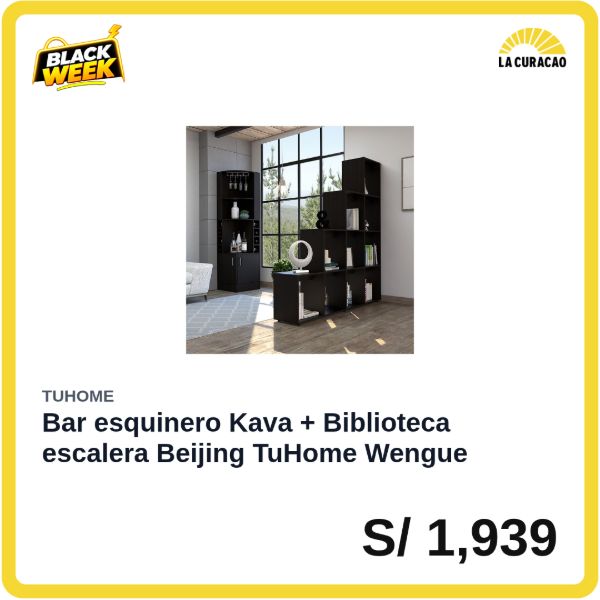 BLACK
WEEK
LA CURACAO
TUHOME
Bar esquinero Kava + Biblioteca
escalera Beijing TuHome Wengue
S/ 1,939